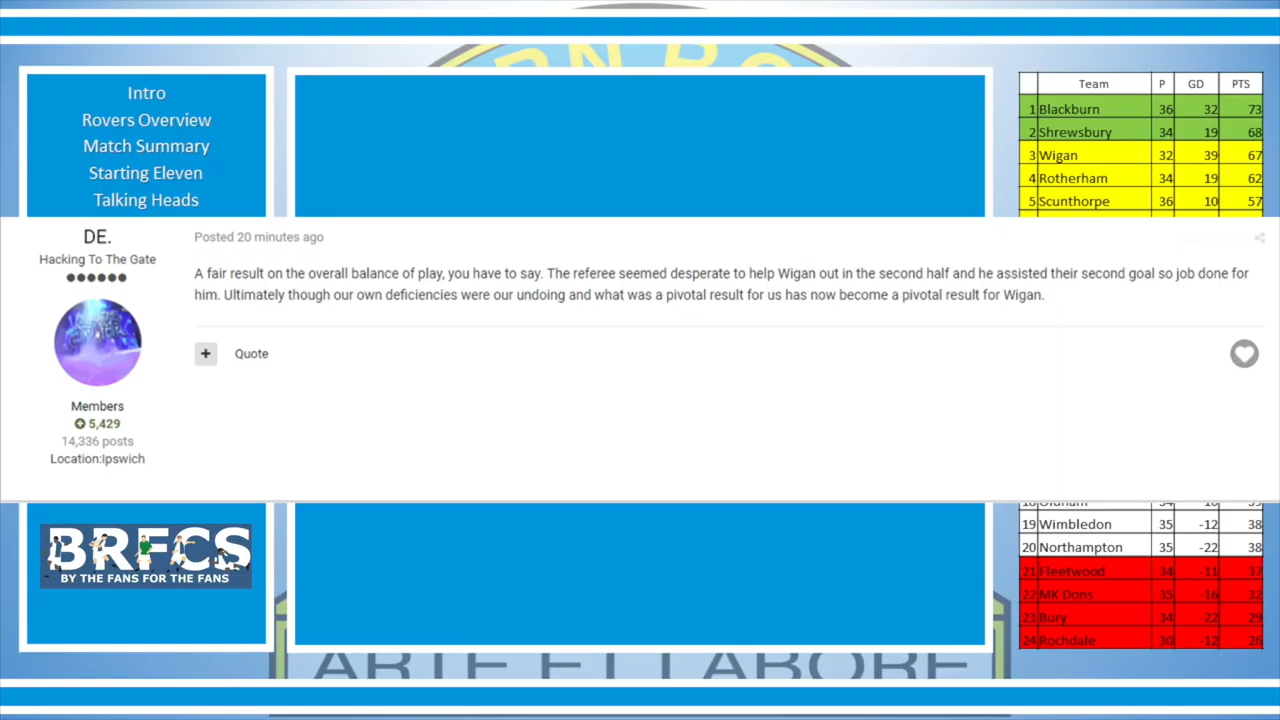 RN RO
Intro
Rovers Overview
Match Summary
Starting Eleven
Talking Heads
Team P GD PTS
1 Blackburn 36 32 73
2 Shrewsbury 34 19 68
3 Wigan 32 39 67
4 Rotherham 34 19 62
5 Scunthorpe 36 10 57
DE.
Hacking To The Gate
Members
5,429
14,336 posts
Location:Ipswich
Posted 20 minutes ago
A fair result on the overall balance of play, you have to say. The referee seemed desperate to help Wigan out in the second half and he assisted their second goal so job done for
him. Ultimately though our own deficiencies were our undoing and what was a pivotal result for us has now become a pivotal result for Wigan.
+ Quote
19 Wimbledon 35 -12 38
20 Northampton 35 -22 38
21 Fleetwood 34 -11 37
22 MK Dons 35 -16 32
23 Bury 34 -22 29
24 Rochdale 30 -12 26
BRFCS
BY THE FANS FOR THE FANS
ARTE ET LABORE